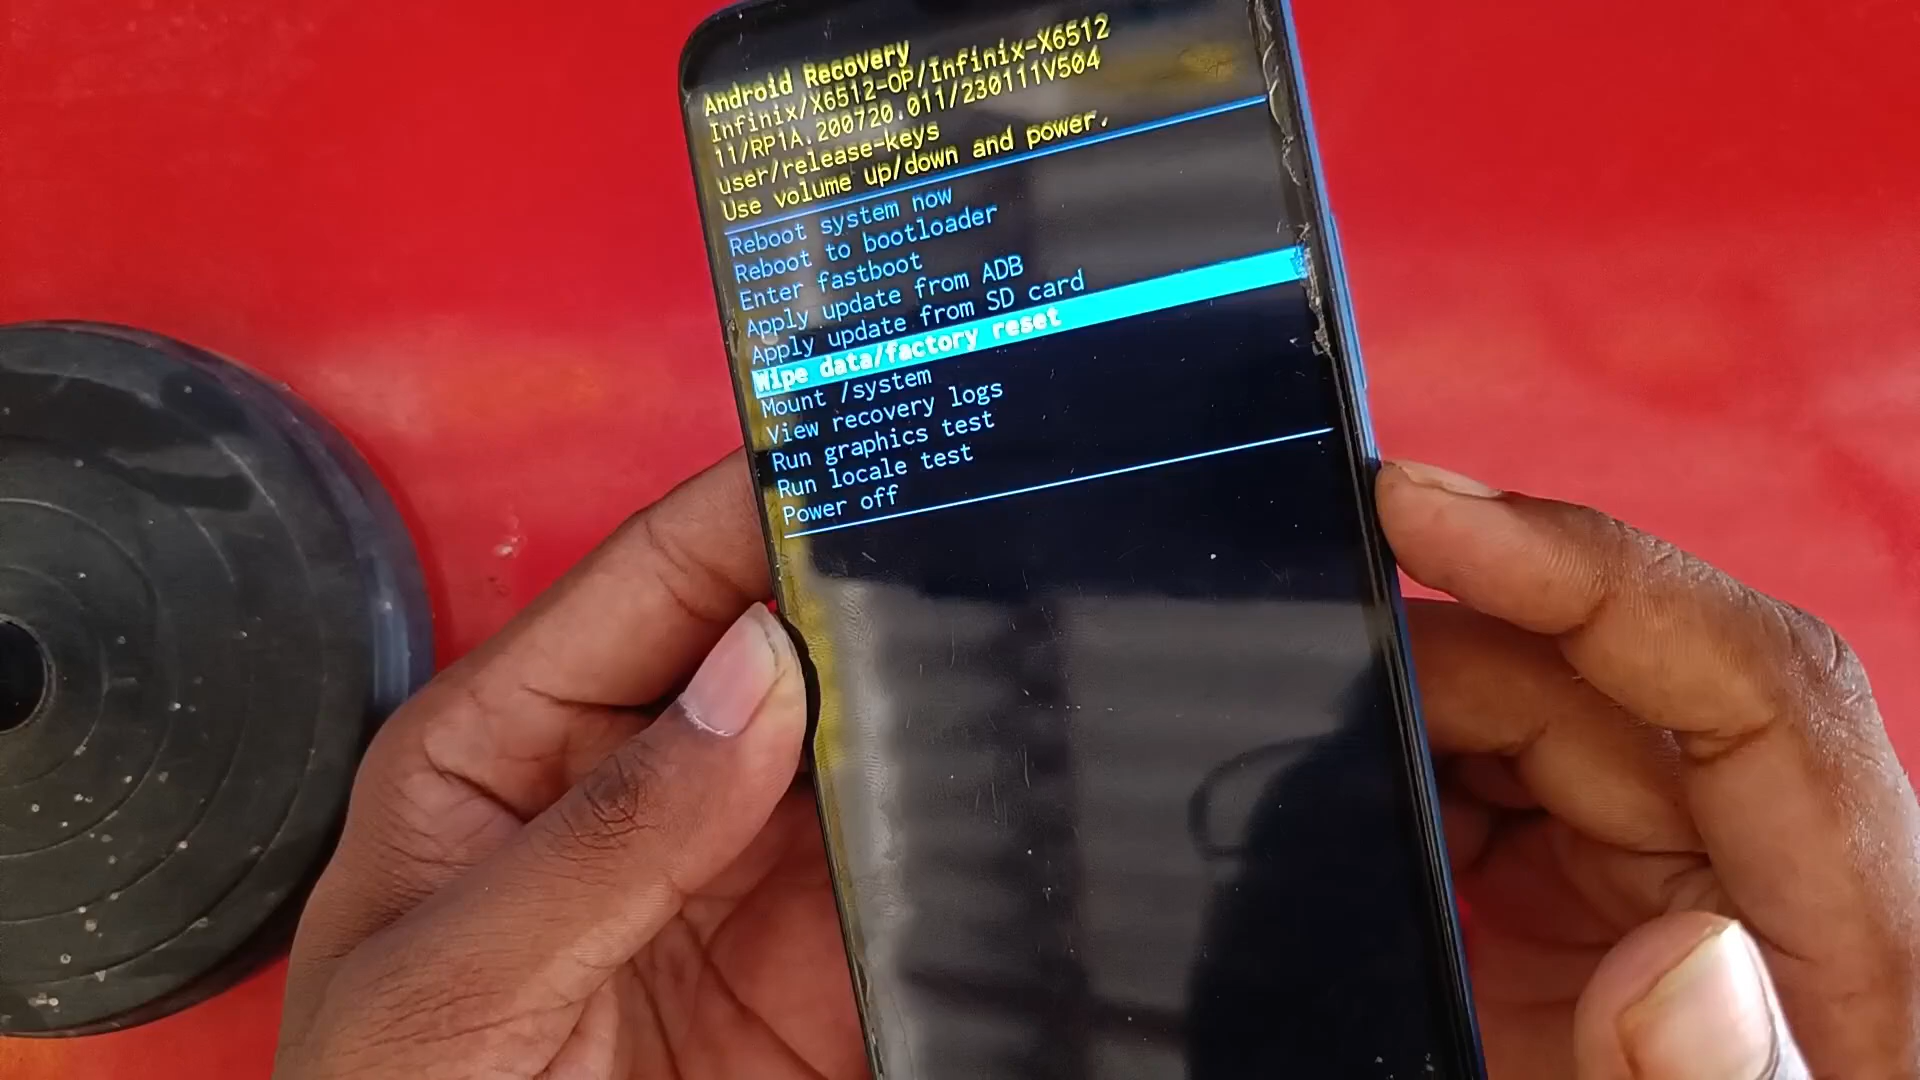 Android Recovery
Infinix/X6512-OP/Infinix-X6512
11/RP1A.200720.011/230111V504
user/release-keys
Use volume up/down and power.
Reboot system now
Reboot to bootloader
Enter fastboot
Apply update from ADB
Apply update from SD card
Wipe data/factory reset
Mount /system
View recovery logs
Run graphics test
Run locale test
Power off